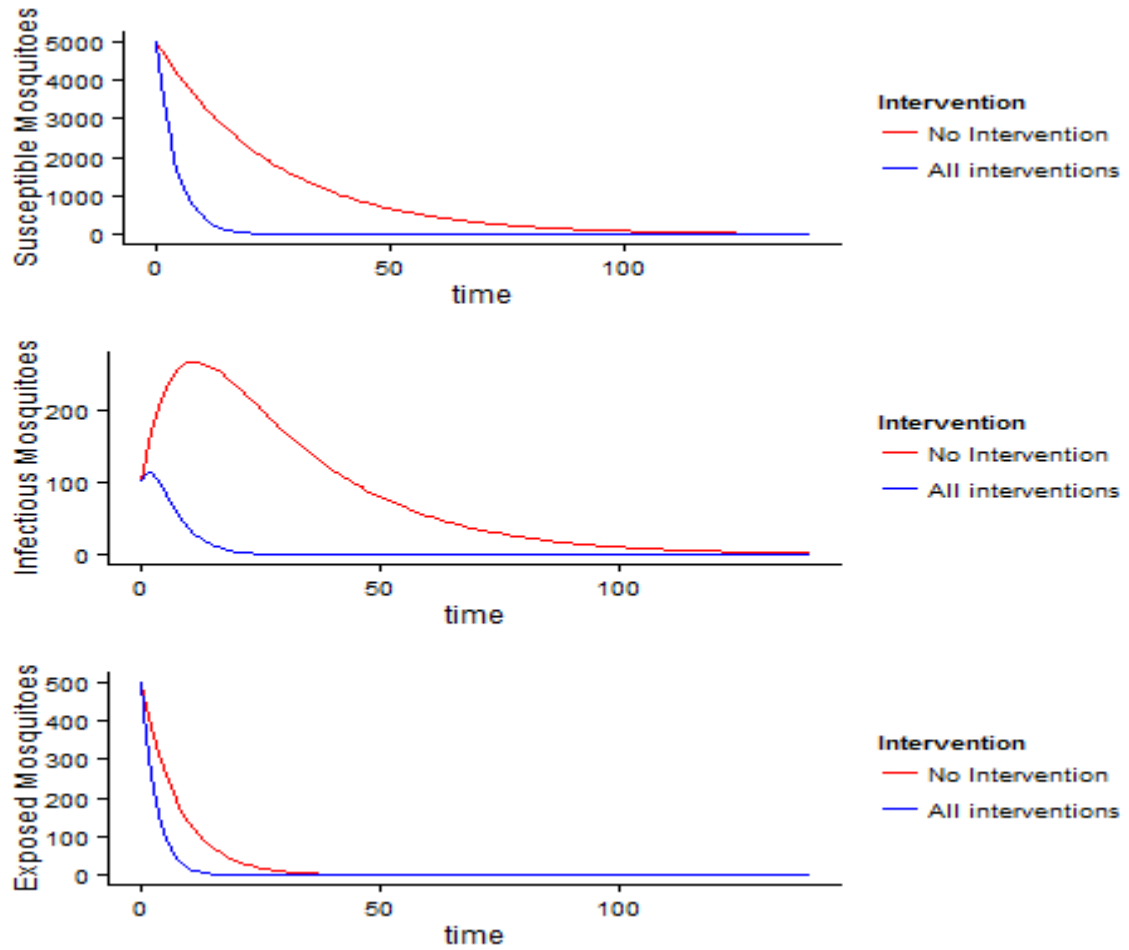 Susceptible Mosquitoes
5000
4000
3000
2000
1000
0
0 50 100
time
Intervention
No Intervention
All interventions
Infectious Mosquitoes
200
100
0
0 50 100
time
Intervention
No Intervention
All interventions
Exposed Mosquitoes
500
400
300
200
100
0
0 50 100
time
Intervention
No Intervention
All interventions